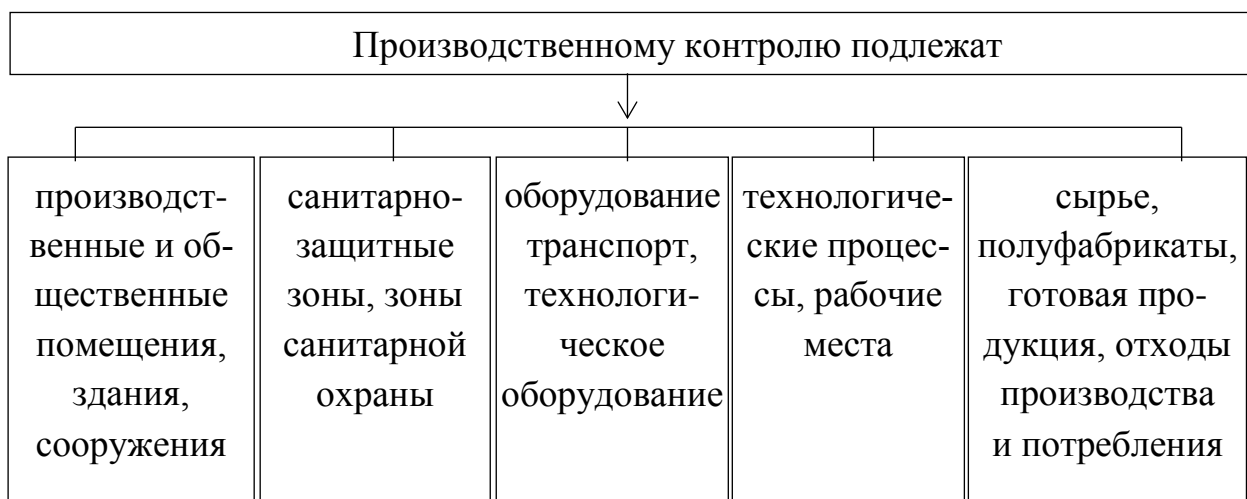 Производственному контролю подлежат
производст-
венные и об-
щественные
помещения,
здания,
сооружения
санитарно-
защитные
зоны, зоны
санитарной
охраны
оборудование
транспорт,
технологи-
ческое
оборудование
технологиче-
ские процес-
сы, рабочие
места
сырье,
полуфабрикаты,
готовая про-
дукция, отходы
производства
и потребления